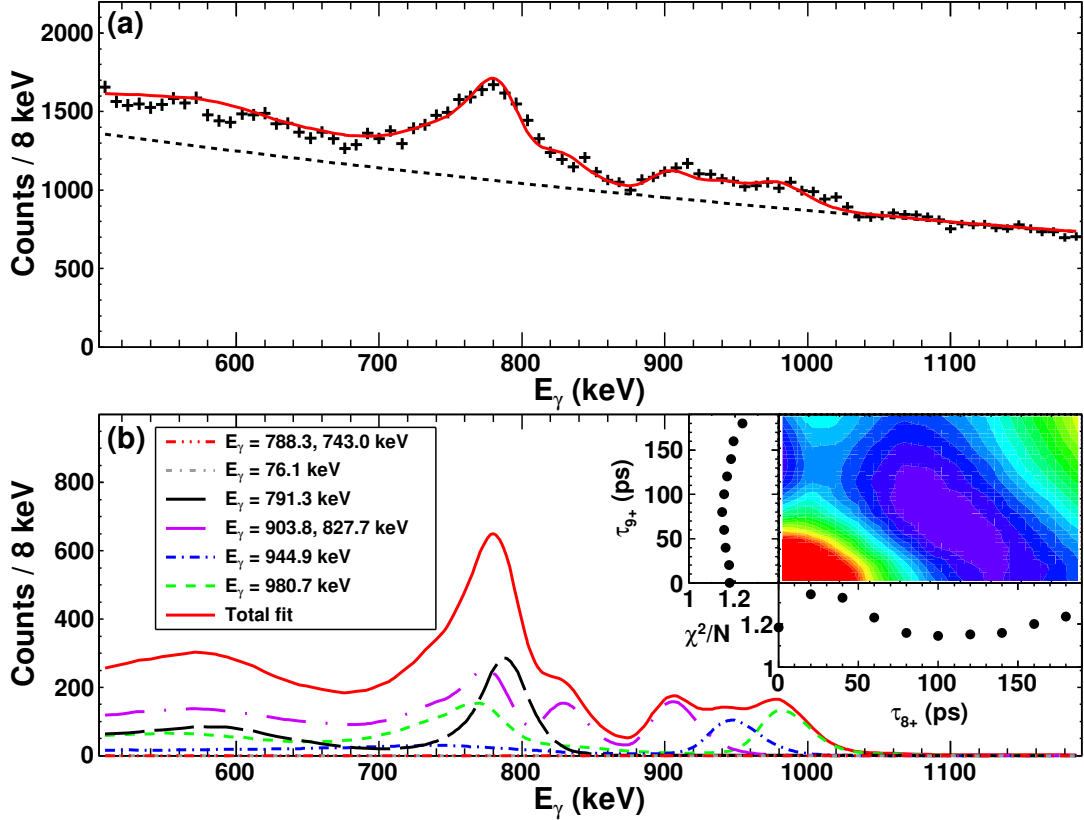 (a)
2000
1500
1000
500
0
Counts / 8 keV
600 700 800 900 1000 1100
Eγ (keV)
(b)
800
600
400
200
0
Counts / 8 keV
Eγ = 788.3, 743.0 keV
Eγ = 76.1 keV
Eγ = 791.3 keV
Eγ = 903.8, 827.7 keV
Eγ = 944.9 keV
Eγ = 980.7 keV
Total fit
600 700 800 900 1000 1100
Eγ (keV)
150
100
50
0
τ9+ (ps)
1 1.2
χ2/N
1.2
1
0 50 100 150
τ8+ (ps)